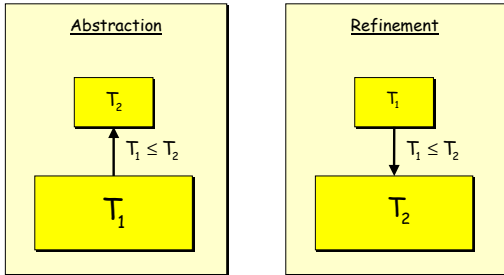 Abstraction
T₂
T₁ ≤ T₂
T₁
Refinement
T₁
T₁ ≤ T₂
T₂